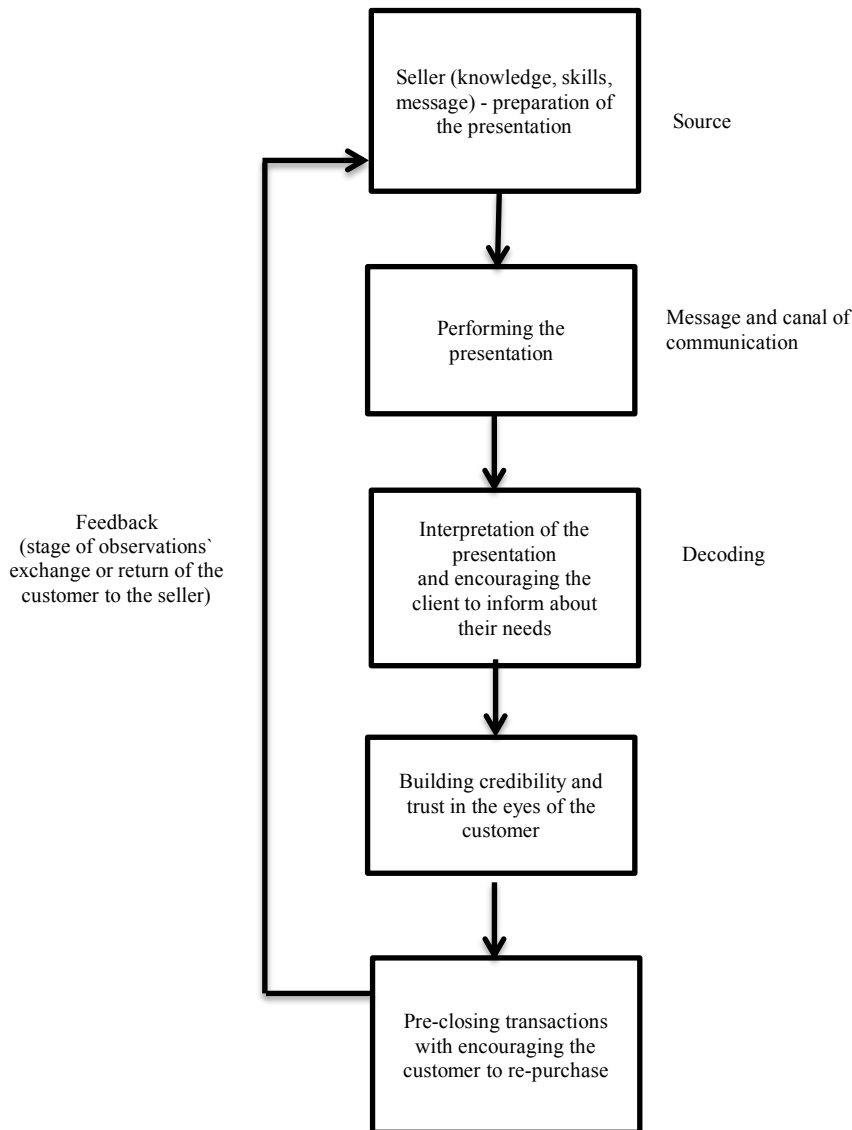 Seller (knowledge, skills,
message) - preparation of
the presentation
Source
Performing the
presentation
Message and canal of
communication
Interpretation of the
presentation
and encouraging the
client to inform about
their needs
Decoding
Feedback
(stage of observations`
exchange or return of the
customer to the seller)
Building credibility and
trust in the eyes of the
customer
Pre-closing transactions
with encouraging the
customer to re-purchase